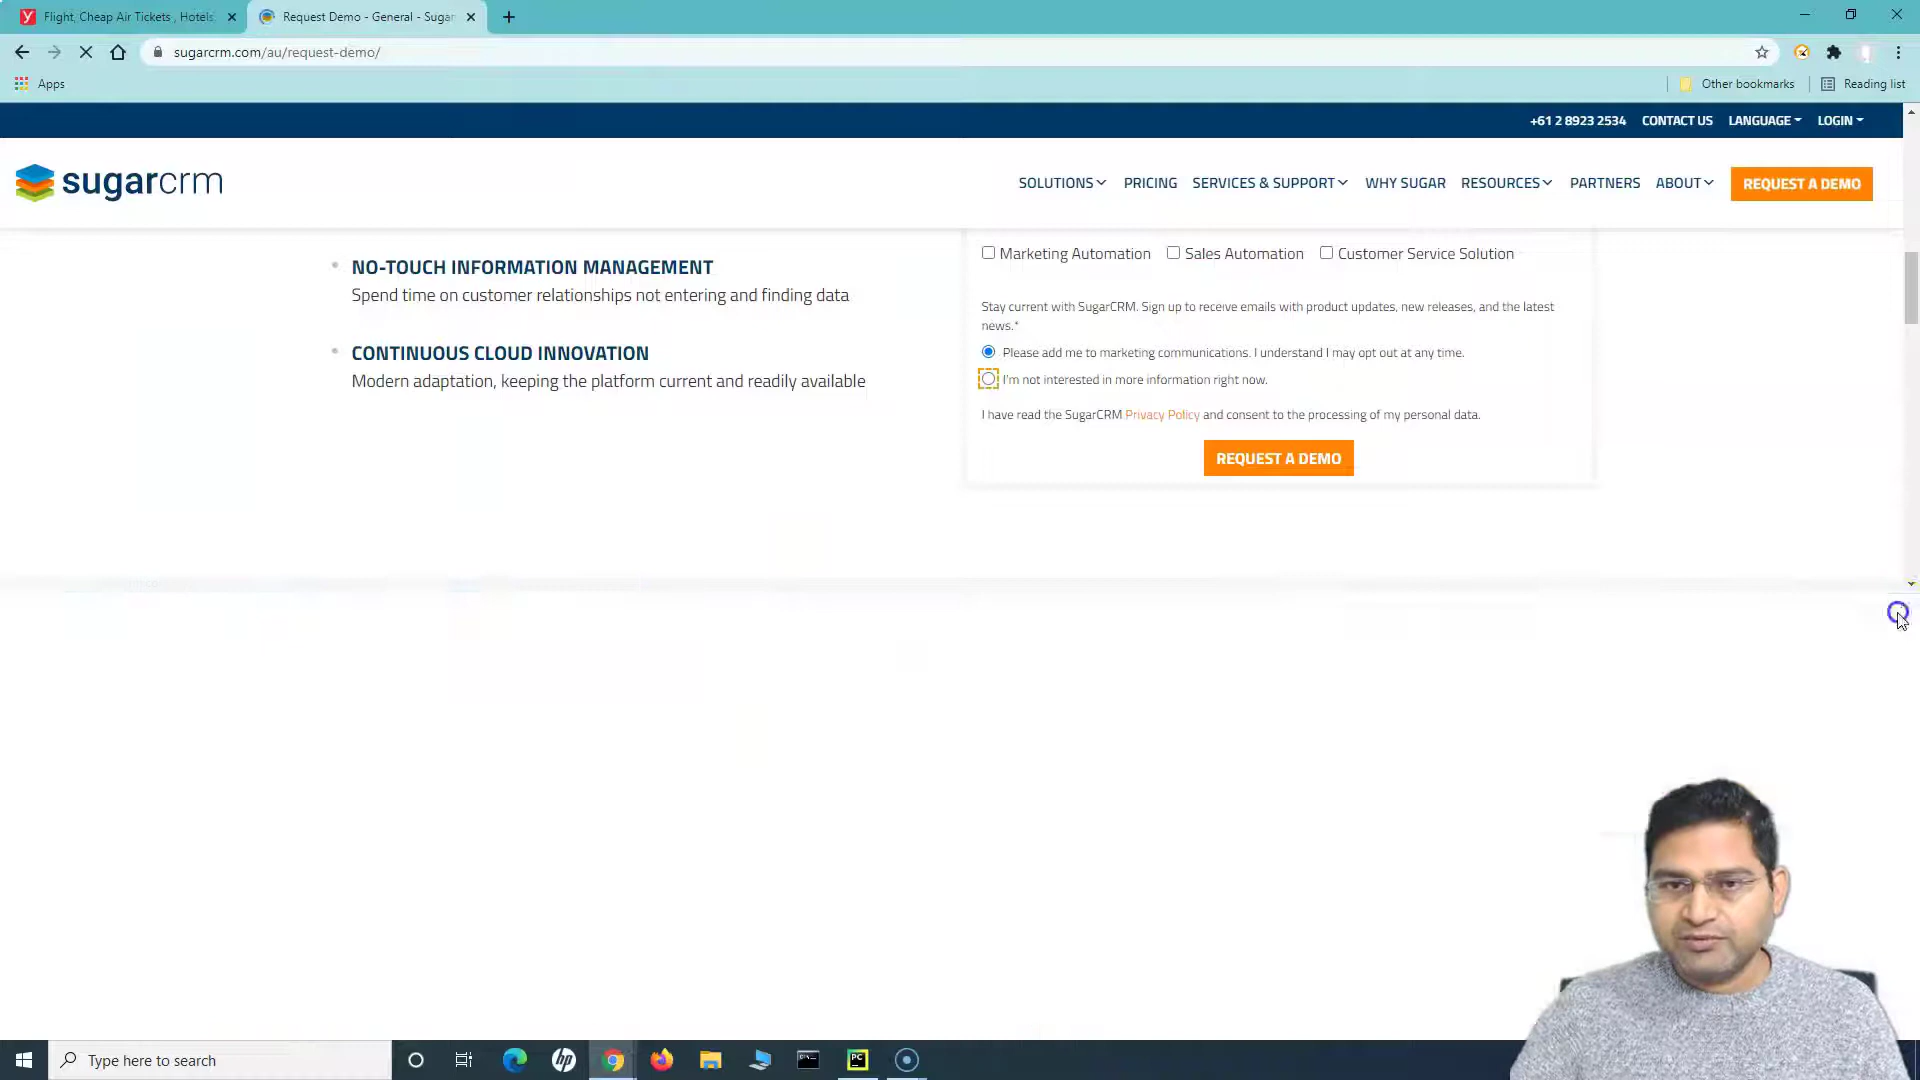 Flight, Cheap Air Tickets , Hotels
Request Demo - General - Sugar
sugarcrm.com/au/request-demo/
Apps
Other bookmarks
Reading list
+61 2 8923 2534
CONTACT US
LANGUAGE
LOGIN
sugarcrm
SOLUTIONS
PRICING
SERVICES & SUPPORT
WHY SUGAR
RESOURCES
PARTNERS
ABOUT
REQUEST A DEMO
NO-TOUCH INFORMATION MANAGEMENT
Spend time on customer relationships not entering and finding data
CONTINUOUS CLOUD INNOVATION
Modern adaptation, keeping the platform current and readily available
Marketing Automation
Sales Automation
Customer Service Solution
Stay current with SugarCRM. Sign up to receive emails with product updates, new releases, and the latest
news.*
Please add me to marketing communications. I understand I may opt out at any time.
I'm not interested in more information right now.
I have read the SugarCRM Privacy Policy and consent to the processing of my personal data.
REQUEST A DEMO
Type here to search
hp
PC